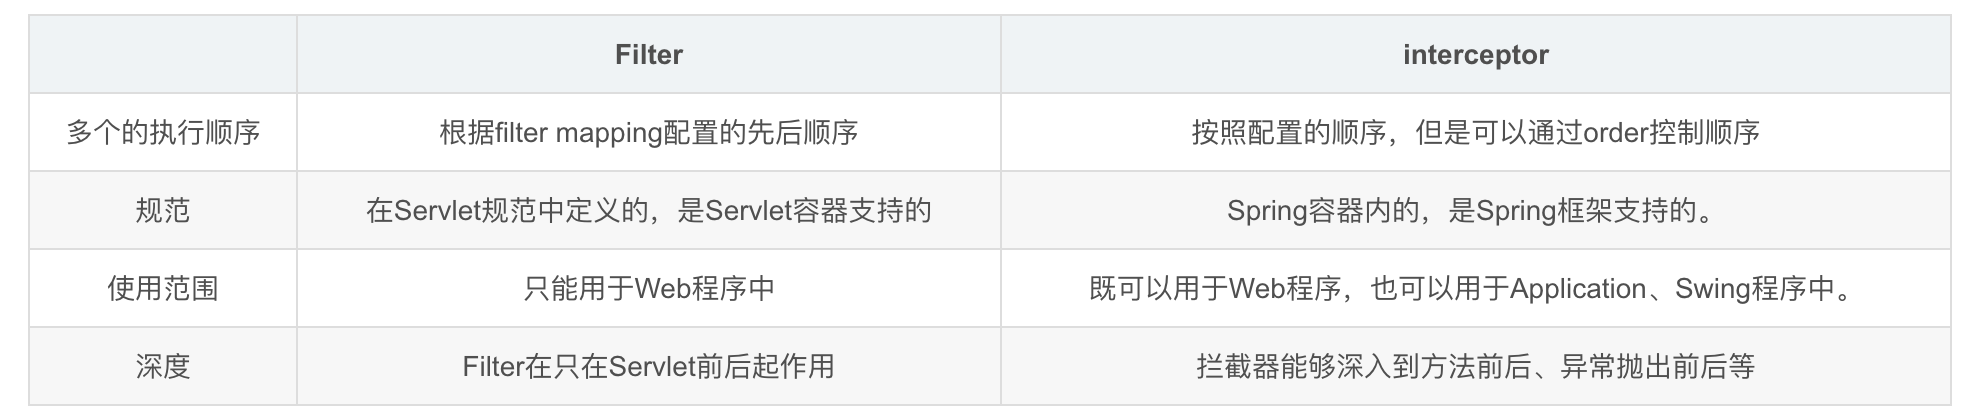 Filter interceptor
多个的执行顺序 根据filter mapping配置的先后顺序 按照配置的顺序，但是可以通过order控制顺序
规范 在Servlet规范中定义的，是Servlet容器支持的 Spring容器内的，是Spring框架支持的。
使用范围 只能用于Web程序中 既可以用于Web程序，也可以用于Application、Swing程序中。
深度 Filter在只在Servlet前后起作用 拦截器能够深入到方法前后、异常抛出前后等